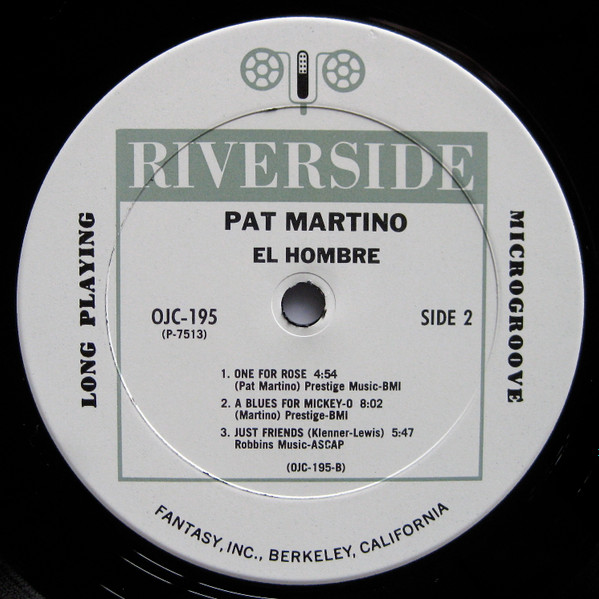 RIVERSIDE
PAT MARTINO
EL HOMBRE
LONG PLAYING
MICROGROOVE
OJC-195
(P-7513)
SIDE 2
1. ONE FOR ROSE 4:54
(Pat Martino) Prestige Music-BMI
2. A BLUES FOR MICKEY-O 8:02
(Martino) Prestige-BMI
3. JUST FRIENDS (Klenner-Lewis) 5:47
Robbins Music-ASCAP
(OJC-195-B)
FANTASY, INC., BERKELEY, CALIFORNIA